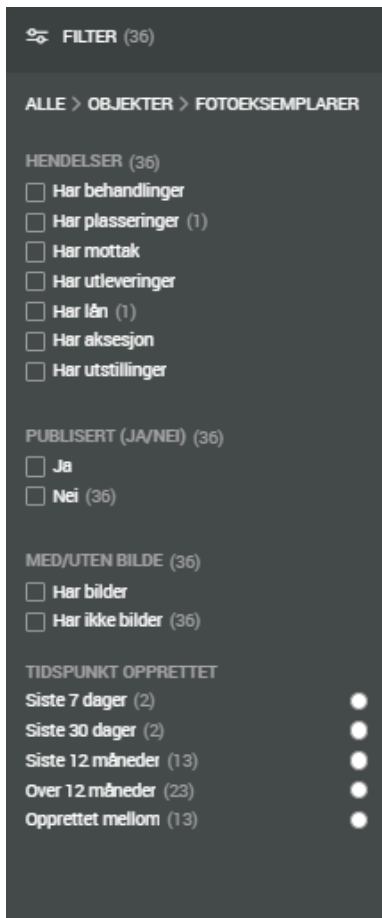 FILTER (36)
ALLE > OBJEKTER > FOTOEKSEMPLARER
HENDELSER (36)
Har behandlinger
Har plasseringer (1)
Har mottak
Har utleveringer
Har lån (1)
Har aksesjon
Har utstillinger
PUBLISERT (JA/NEI) (36)
Ja
Nei (36)
MED/UTEN BILDE (36)
Har bilder
Har ikke bilder (36)
TIDSPUNKT OPPRETTET
Siste 7 dager (2)
Siste 30 dager (2)
Siste 12 måneder (13)
Over 12 måneder (23)
Opprettet mellom (13)